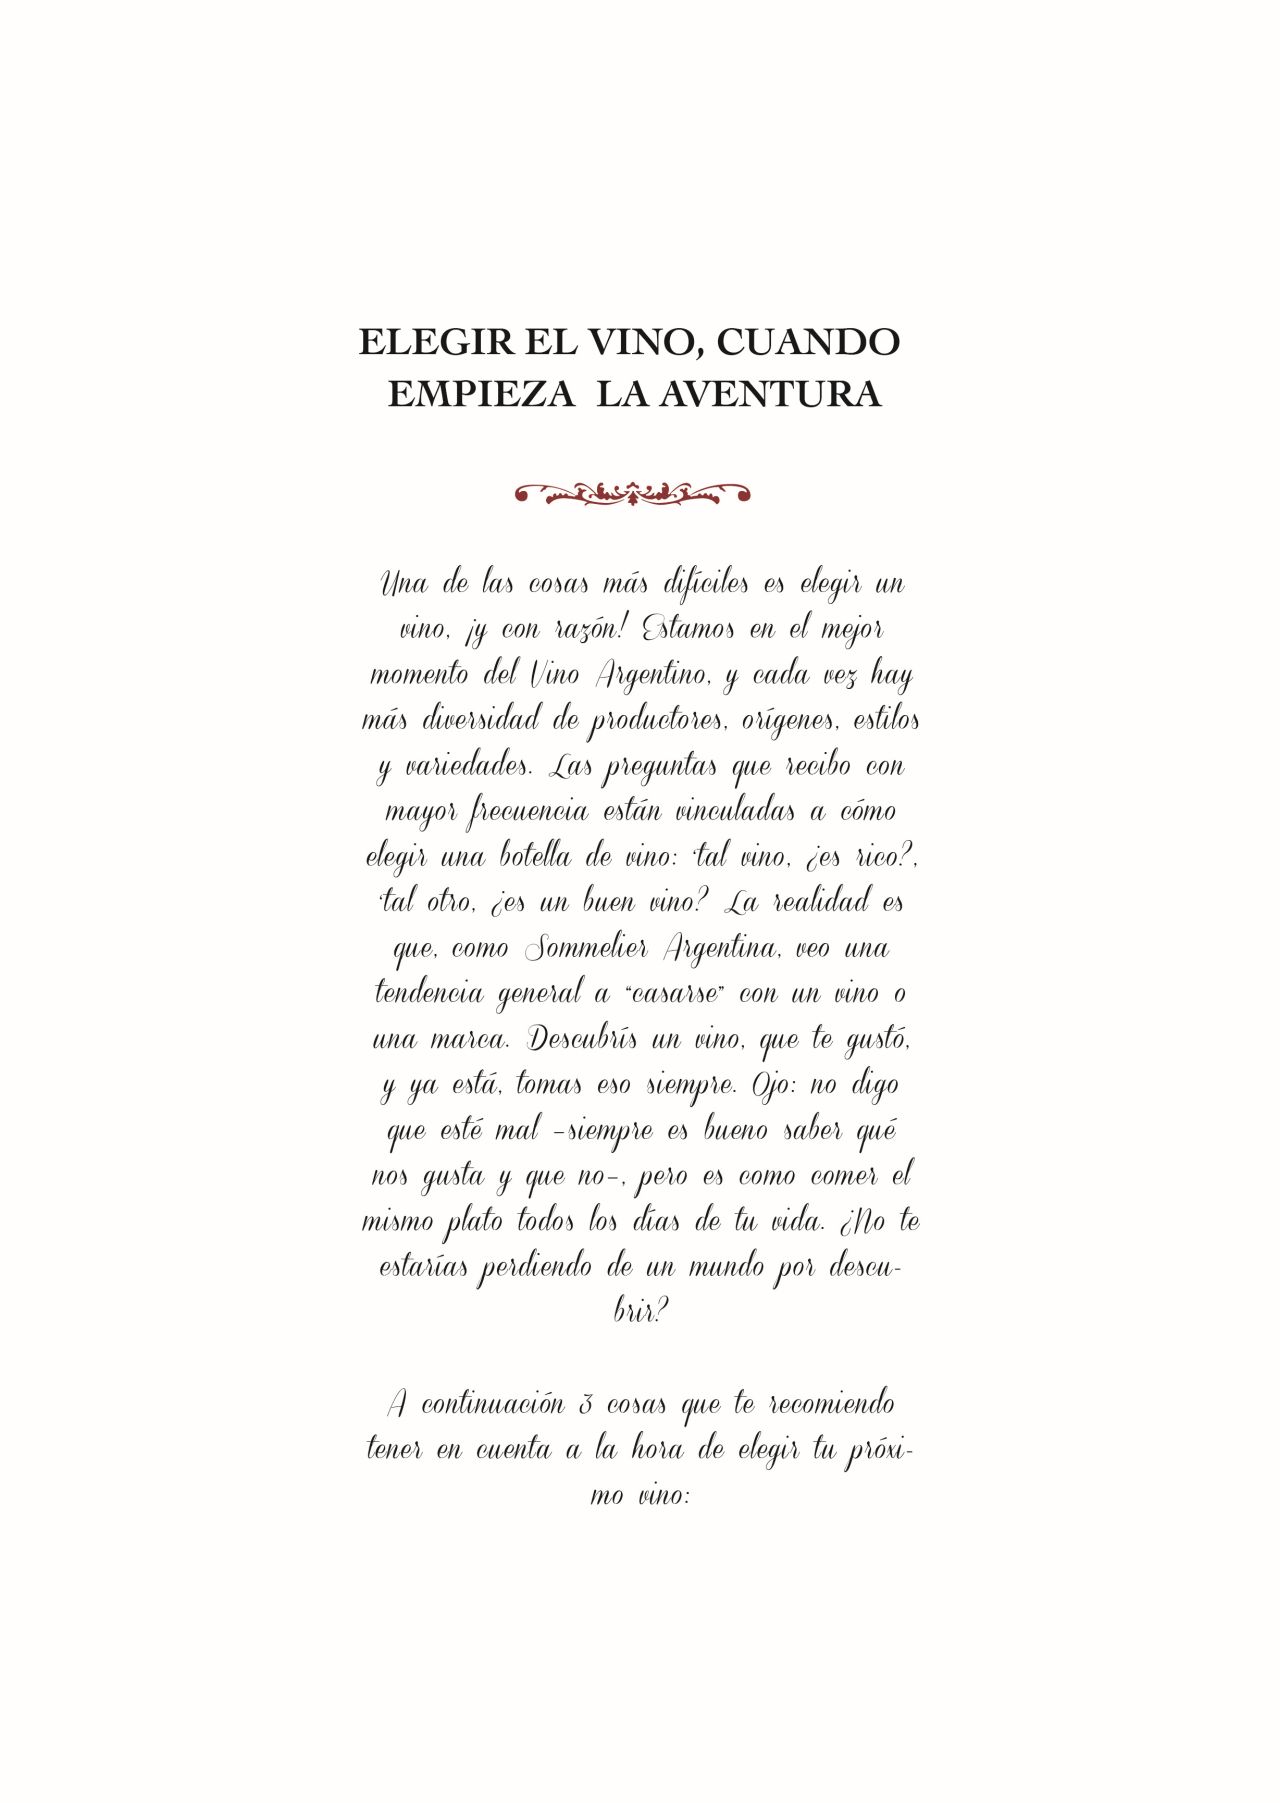 ELEGIR EL VINO, CUANDO
EMPIEZA LA AVENTURA
Una de las cosas más difíciles es elegir un
vino, ¡y con razón! Estamos en el mejor
momento del Vino Argentino, y cada vez hay
más diversidad de productores, orígenes, estilos
y variedades. Las preguntas que recibo con
mayor frecuencia están vinculadas a cómo
elegir una botella de vino: ‘tal vino, ¿es rico?,
‘tal otro, ¿es un buen vino? La realidad es
que, como Sommelier Argentina, veo una
tendencia general a “casarse” con un vino o
una marca. Descubrís un vino, que te gustó,
y ya está, tomas eso siempre. Ojo: no digo
que esté mal –siempre es bueno saber qué
nos gusta y que no–, pero es como comer el
mismo plato todos los días de tu vida. ¿No te
estarías perdiendo de un mundo por descu-
brir?
A continuación 3 cosas que te recomiendo
tener en cuenta a la hora de elegir tu próxi-
mo vino: